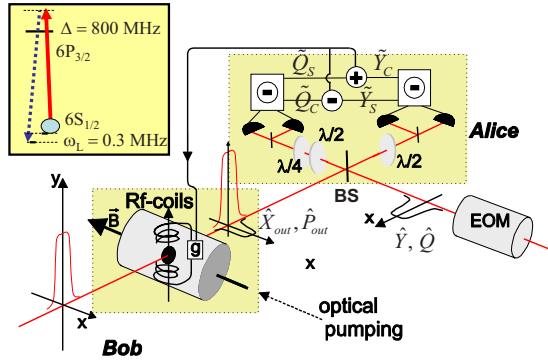 Δ = 800 MHz
6P3/2
6S1/2
ωL = 0.3 MHz
Q̃S
+
ỸC
-
Q̃C
-
ỸS
-
Alice
λ/2
λ/4
λ/2
BS
y
Rf-coils
B⃗
g
X̂out, P̂out
x
Ŷ, Q̂
EOM
x
x
optical
pumping
Bob